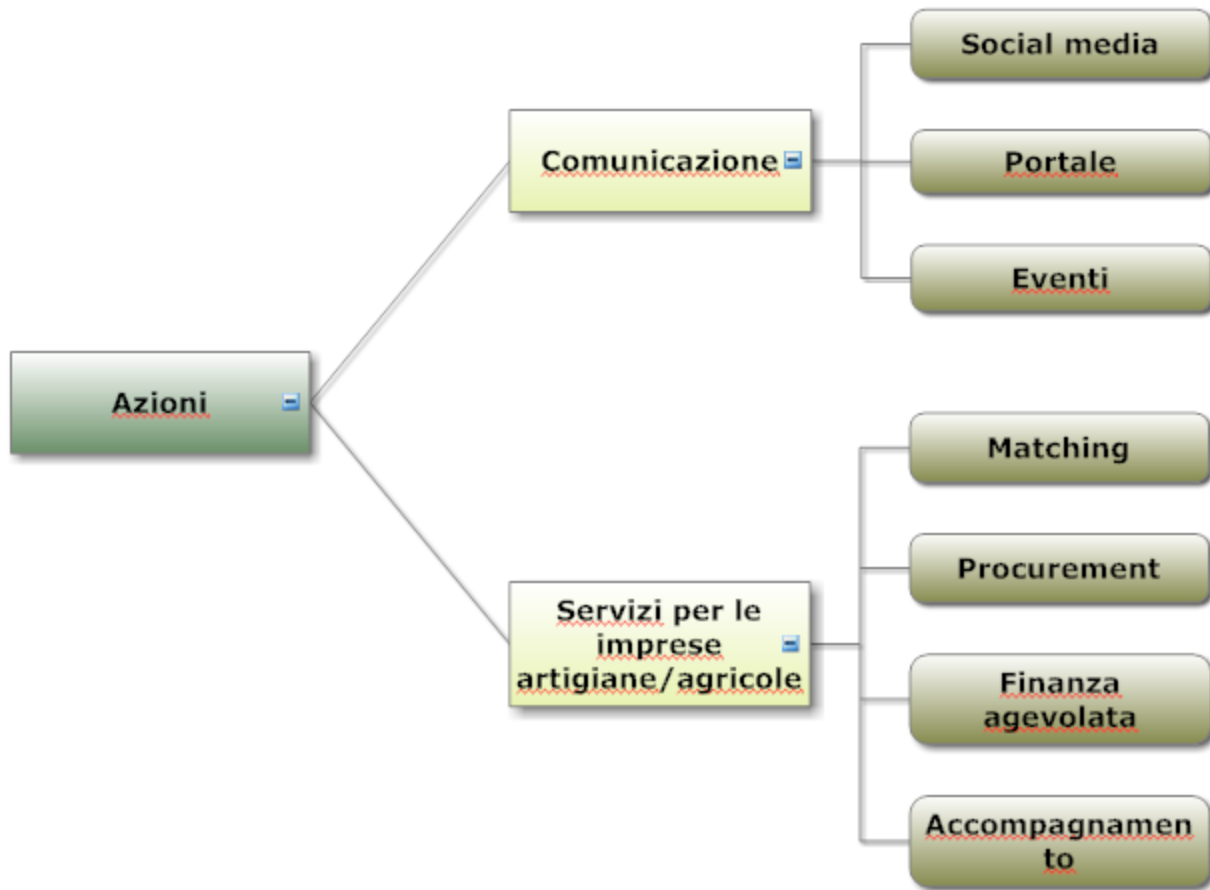 Azioni
Comunicazione
Social media
Portale
Eventi
Servizi per le
imprese
artigiane/agricole
Matching
Procurement
Finanza
agevolata
Accompagnamen
to